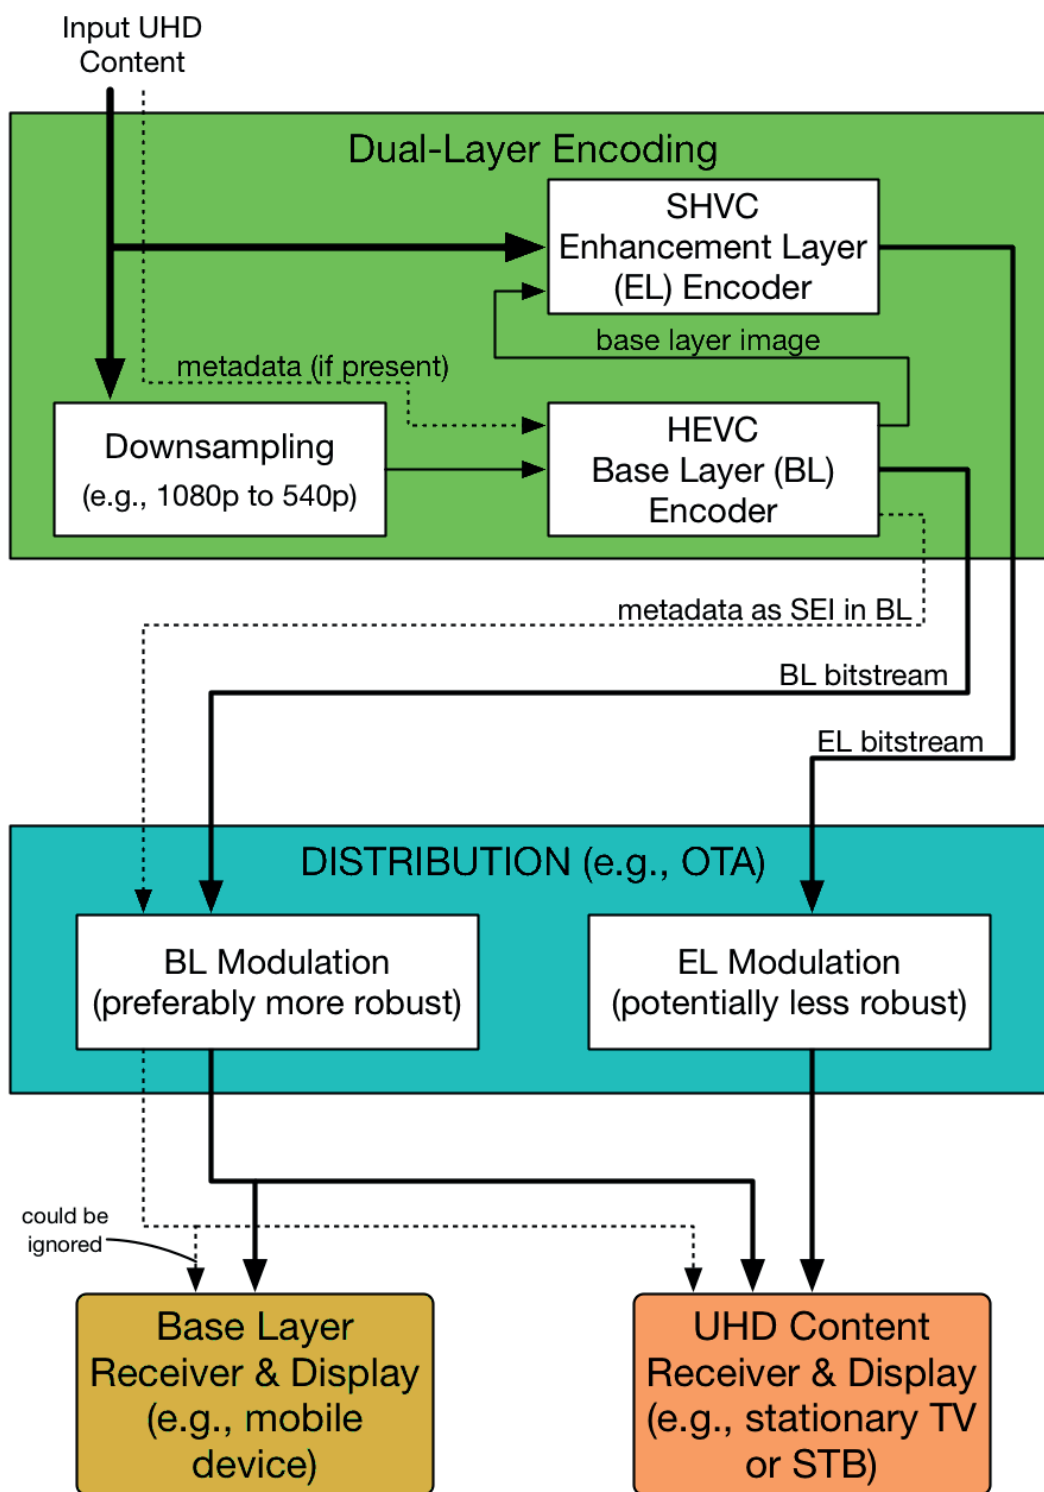 Input UHD
Content
Dual-Layer Encoding
SHVC
Enhancement Layer
(EL) Encoder
base layer image
metadata (if present)
Downsampling
(e.g., 1080p to 540p)
HEVC
Base Layer (BL)
Encoder
metadata as SEI in BL
BL bitstream
EL bitstream
DISTRIBUTION (e.g., OTA)
BL Modulation
(preferably more robust)
EL Modulation
(potentially less robust)
could be
ignored
Base Layer
Receiver & Display
(e.g., mobile
device)
UHD Content
Receiver & Display
(e.g., stationary TV
or STB)